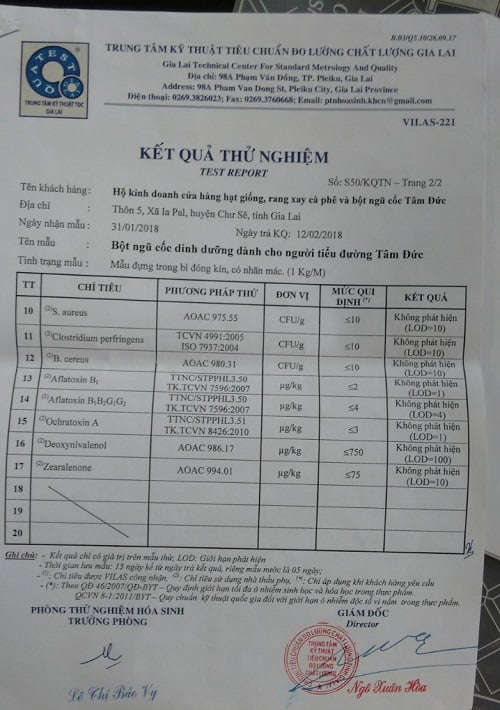 B.03/QS.10/26.09.17
QUATEST
TRUNG TÂM KỸ THUẬT TĐC
GIA LAI
TRUNG TÂM KỸ THUẬT TIÊU CHUẨN ĐO LƯỜNG CHẤT LƯỢNG GIA LAI
Gia Lai Technical Center For Standard Metrology And Quality
Địa chỉ: 98A Phạm Văn Đồng, TP. Pleiku, Gia Lai
Address: 98A Pham Van Dong St, Pleiku City, Gia Lai Province
Điện thoại: 0269.3826023; Fax: 0269.3760668; Email: ptnhoasinh.khcn@gmail.com
VILAS-221
KẾT QUẢ THỬ NGHIỆM
TEST REPORT
Số: S50/KQTN – Trang 2/2
Tên khách hàng: Hộ kinh doanh cửa hàng hạt giống, rang xay cà phê và bột ngũ cốc Tâm Đức
Địa chỉ : Thôn 5, Xã Ia Pal, huyện Chư Sê, tỉnh Gia Lai
Ngày nhận mẫu : 31/01/2018 Ngày trả KQ: 12/02/2018
Tên mẫu : Bột ngũ cốc dinh dưỡng dành cho người tiểu đường Tâm Đức
Tình trạng mẫu : Mẫu đựng trong bì đóng kín, có nhãn mác. (1 Kg/M)
TT CHỈ TIÊU PHƯƠNG PHÁP THỬ ĐƠN VỊ MỨC QUI ĐỊNH (*) KẾT QUẢ
10 (2)S. aureus AOAC 975.55 CFU/g ≤10 Không phát hiện (LOD=10)
11 (2)Clostridium perfringens TCVN 4991:2005 ISO 7937:2004 CFU/g ≤10 Không phát hiện (LOD=10)
12 (2)B. cereus AOAC 980.31 CFU/g ≤10 Không phát hiện (LOD=10)
13 (2)Aflatoxin B1 TTNC/STPPHL3.50 TK.TCVN 7596:2007 µg/kg ≤2 Không phát hiện (LOD=1)
14 (2)Aflatoxin B1B2G1G2 TTNC/STPPHL3.50 TK.TCVN 7596:2007 µg/kg ≤4 Không phát hiện (LOD=4)
15 (2)Ochratoxin A TTNC/STPPHL3.51 TK.TCVN 8426:2010 µg/kg ≤3 Không phát hiện (LOD=1)
16 (2)Deoxynivalenol AOAC 986.17 µg/kg ≤750 Không phát hiện (LOD=100)
17 (2)Zearalenone AOAC 994.01 µg/kg ≤75 Không phát hiện (LOD=10)
18
19
20
Ghi chú: - Kết quả chỉ có giá trị trên mẫu thử; LOD: Giới hạn phát hiện
- Thời gian lưu mẫu: 15 ngày kể từ ngày trả kết quả, riêng mẫu nước là 05 ngày;
- (1): Chỉ tiêu được VILAS công nhận, (2): Chỉ tiêu sử dụng nhà thầu phụ, (*): Chỉ áp dụng khi khách hàng yêu cầu
- (*): Theo QĐ 46/2007/QĐ-BYT – Quy định giới hạn tối đa ô nhiễm sinh học và hóa học trong thực phẩm.
QCVN 8-1:2011/BYT – Quy chuẩn kỹ thuật quốc gia đối với giới hạn ô nhiễm độc tố vi nấm trong thực phẩm.
PHÒNG THỬ NGHIỆM HÓA SINH
TRƯỞNG PHÒNG
GIÁM ĐỐC
Director
TRUNG TÂM
KỸ THUẬT
TIÊU CHUẨN
ĐO LƯỜNG
CHẤT LƯỢNG
Lê Thị Bảo Vy
Ngô Xuân Hòa